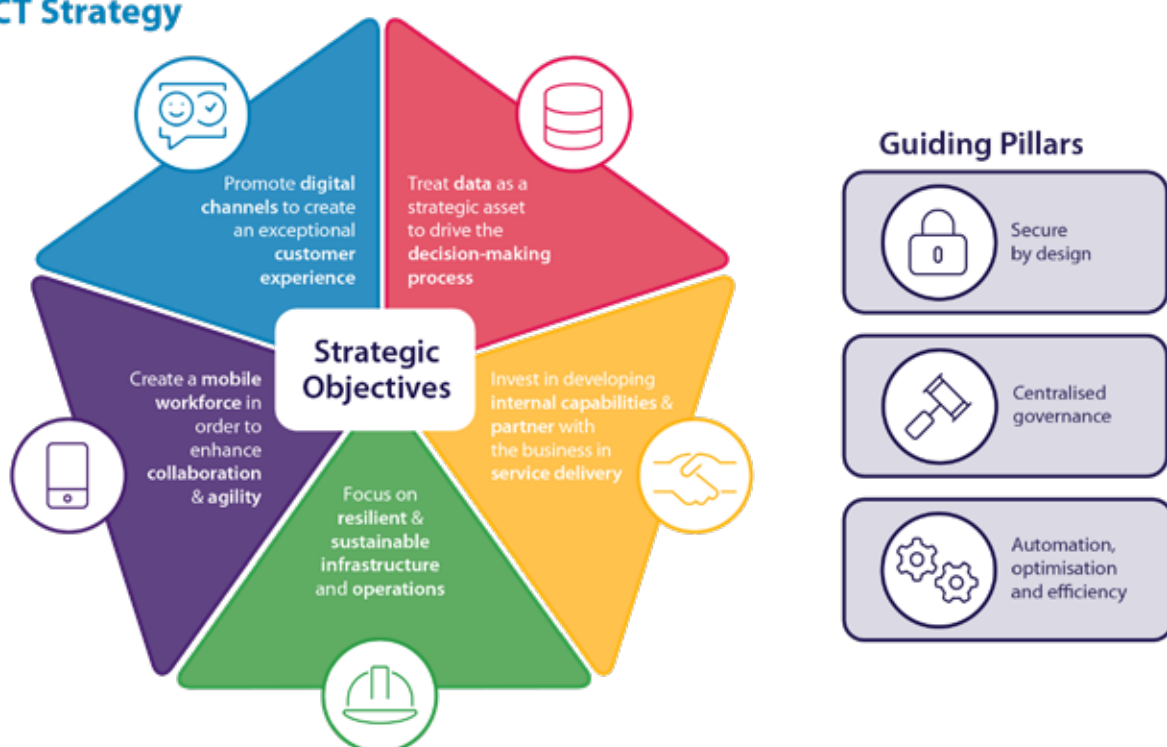 CT Strategy
Promote digital
channels to create
an exceptional
customer
experience
Treat data as a
strategic asset
to drive the
decision-making
process
Strategic
Objectives
Create a mobile
workforce in
order to
enhance
collaboration
& agility
Invest in developing
internal capabilities &
partner with
the business in
service delivery
Focus on
resilient &
sustainable
infrastructure
and operations
Guiding Pillars
Secure
by design
Centralised
governance
Automation,
optimisation
and efficiency